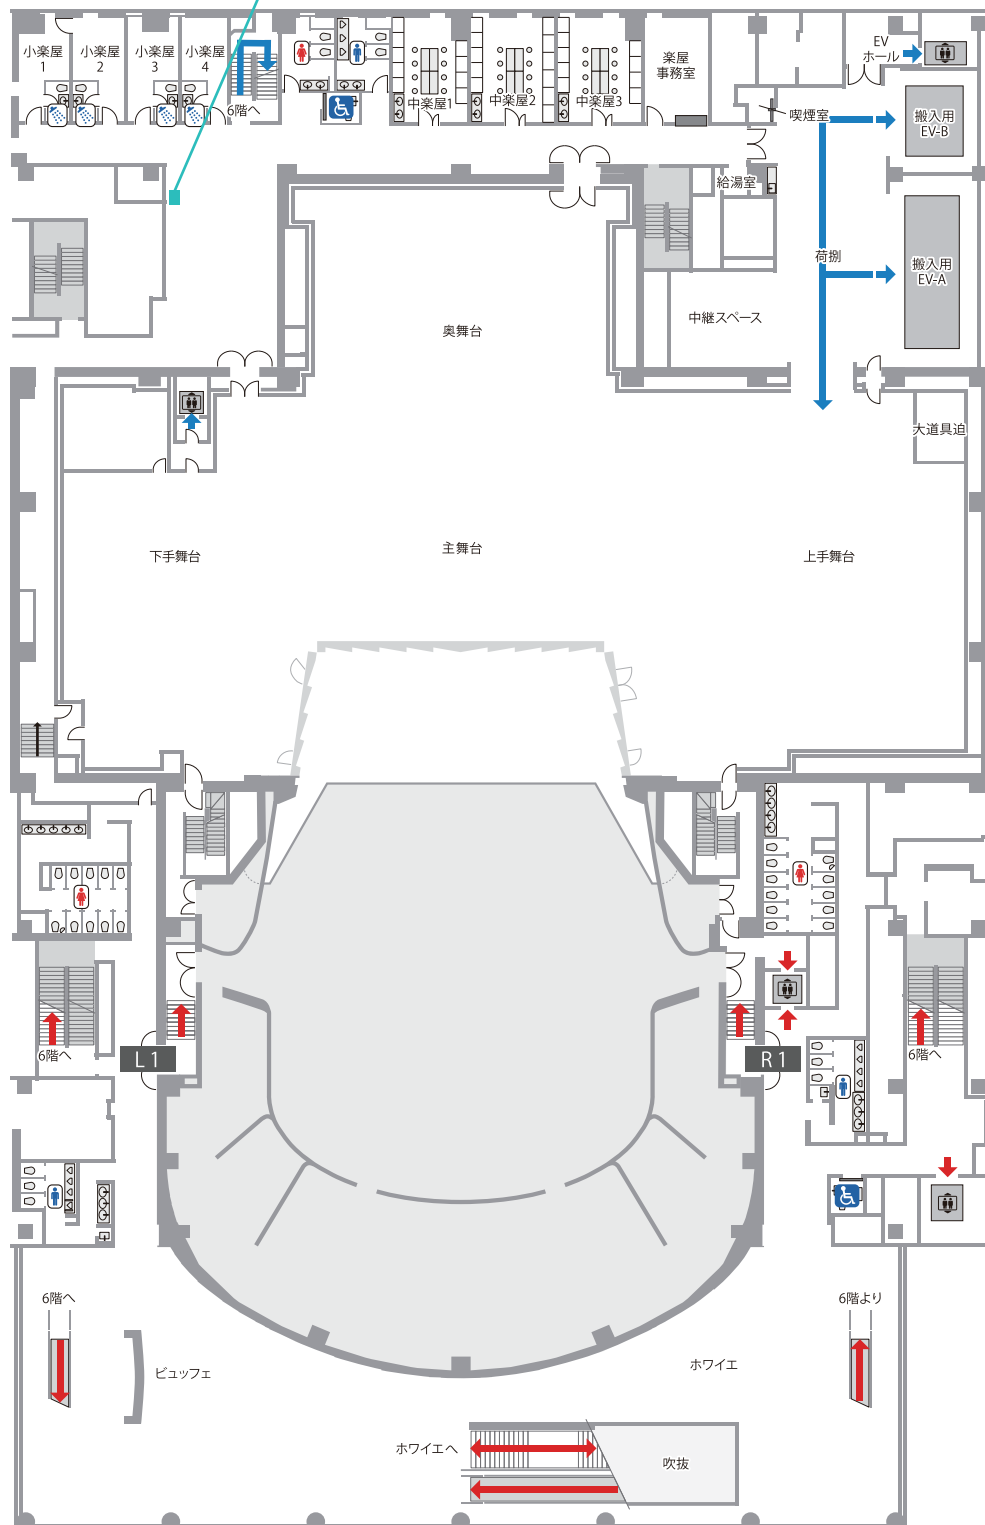 小楽屋
1
小楽屋
2
小楽屋
3
小楽屋
4
6階へ
中楽屋1
中楽屋2
中楽屋3
楽屋
事務室
EV
ホール
喫煙室
搬入用
EV-B
給湯室
荷捌
搬入用
EV-A
中継スペース
奥舞台
大道具迫
下手舞台
主舞台
上手舞台
6階へ
L1
R1
6階へ
6階へ
6階より
ビュッフェ
ホワイエ
ホワイエへ
吹抜